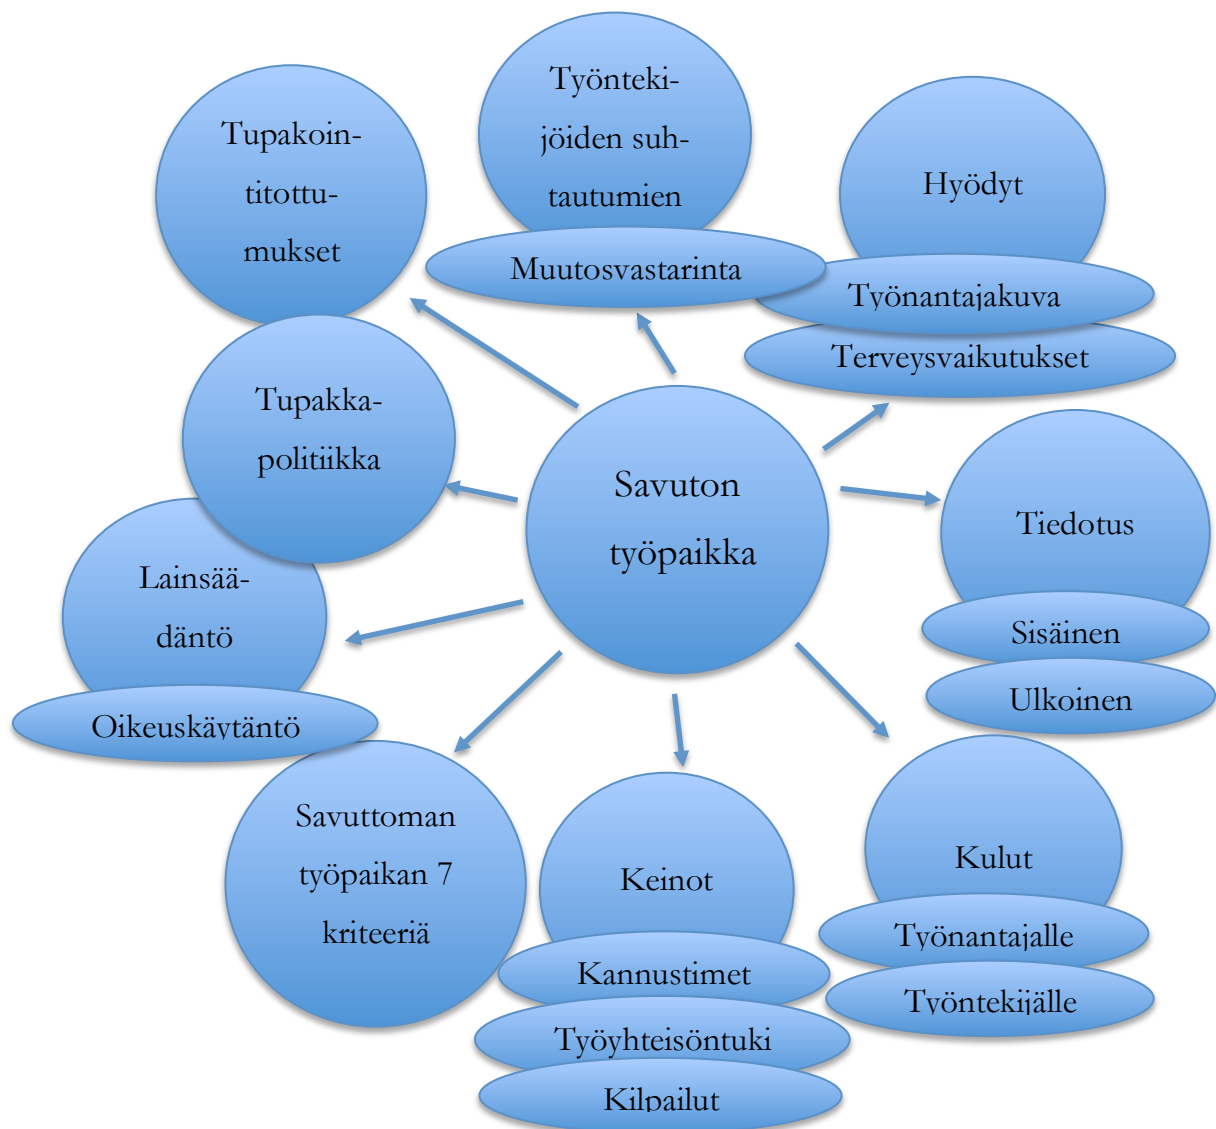 Tupakoin-
titottu-
mukset
Työnteki-
jöiden suh-
tautumien
Muutosvastarinta
Hyödyt
Työnantajakuva
Terveysvaikutukset
Tupakka-
politiikka
Savuton
työpaikka
Tiedotus
Sisäinen
Ulkoinen
Lainsää-
däntö
Oikeuskäytäntö
Savuttoman
työpaikan 7
kriteeriä
Keinot
Kannustimet
Työyhteisöntuki
Kilpailut
Kulut
Työnantajalle
Työntekijälle